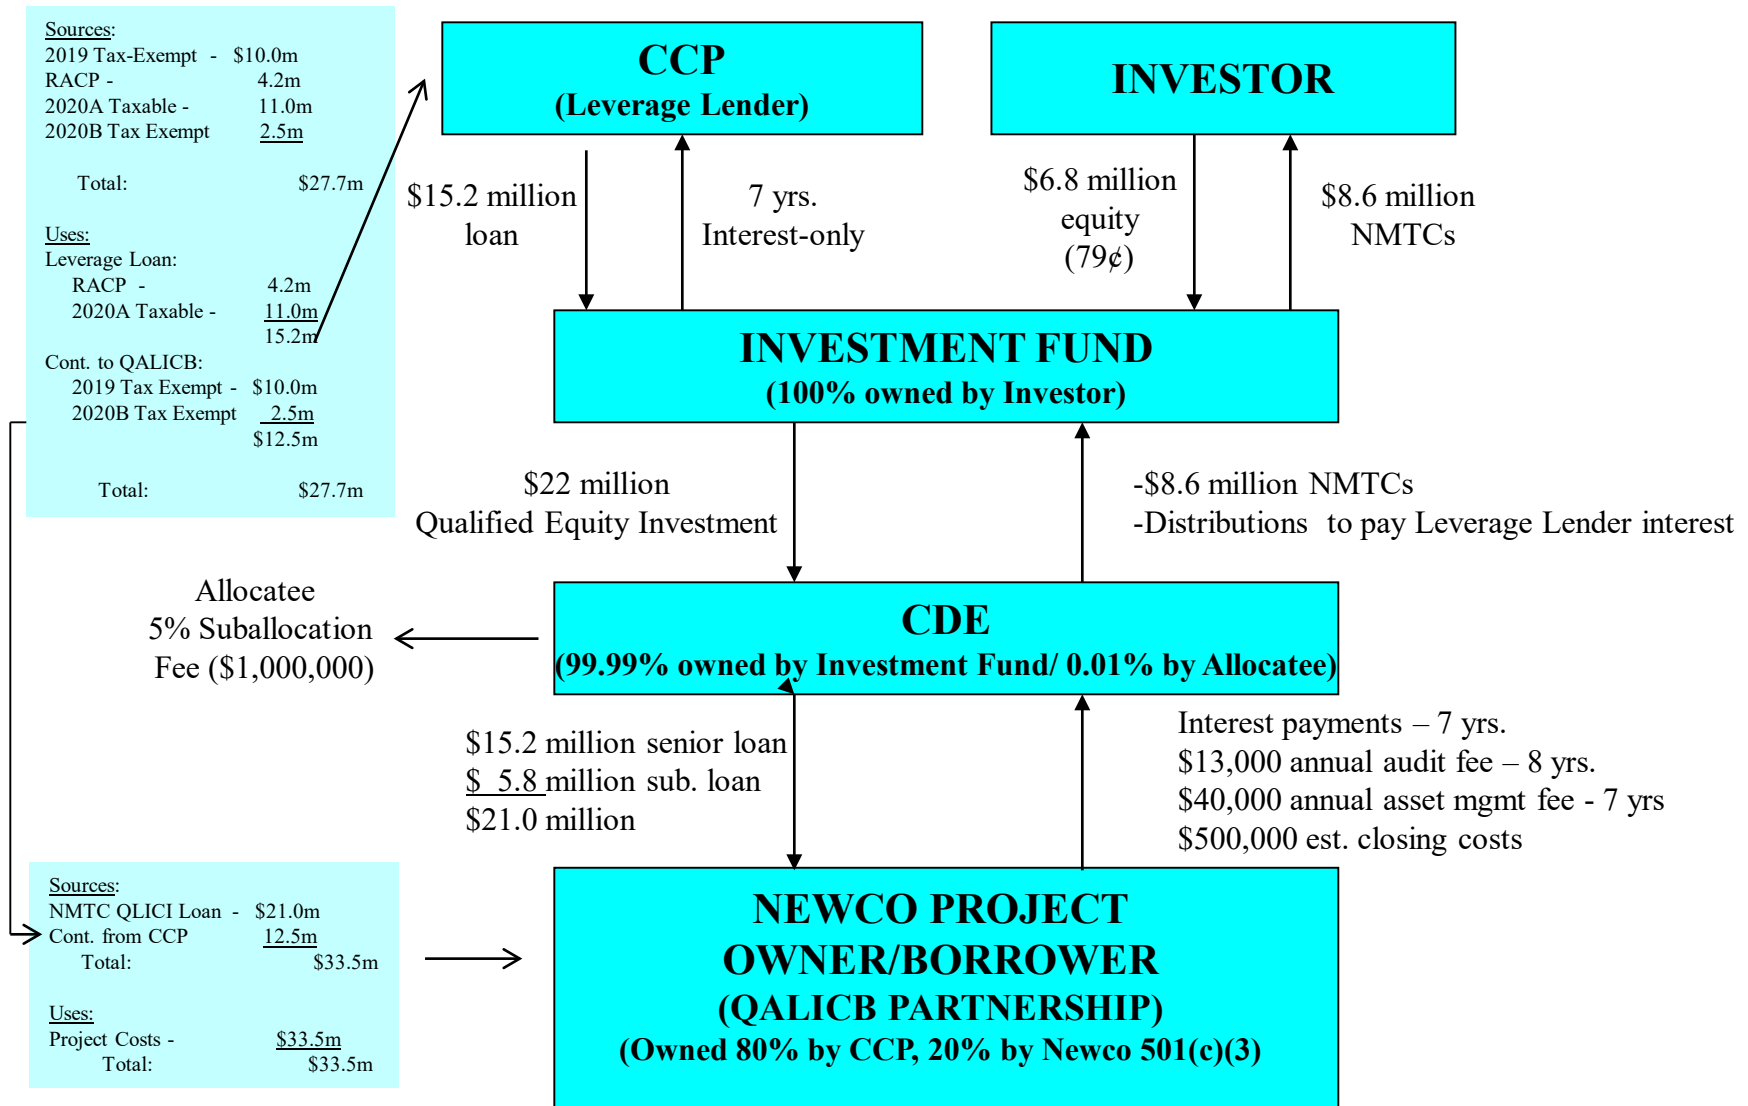 Sources:
2019 Tax-Exempt - $10.0m
RACP - 4.2m
2020A Taxable - 11.0m
2020B Tax Exempt 2.5m
Total: $27.7m
Uses:
Leverage Loan:
RACP - 4.2m
2020A Taxable - 11.0m
15.2m
Cont. to QALICB:
2019 Tax Exempt - $10.0m
2020B Tax Exempt 2.5m
$12.5m
Total: $27.7m
CCP
(Leverage Lender)
INVESTOR
$15.2 million
loan
7 yrs.
Interest-only
$6.8 million
equity
(79¢)
$8.6 million
NMTCs
INVESTMENT FUND
(100% owned by Investor)
$22 million
Qualified Equity Investment
-$8.6 million NMTCs
-Distributions to pay Leverage Lender interest
Allocatee
5% Suballocation
Fee ($1,000,000)
CDE
(99.99% owned by Investment Fund/ 0.01% by Allocatee)
$15.2 million senior loan
$ 5.8 million sub. loan
$21.0 million
Interest payments – 7 yrs.
$13,000 annual audit fee – 8 yrs.
$40,000 annual asset mgmt fee - 7 yrs
$500,000 est. closing costs
Sources:
NMTC QLICI Loan - $21.0m
Cont. from CCP 12.5m
Total: $33.5m
Uses:
Project Costs - $33.5m
Total: $33.5m
NEWCO PROJECT
OWNER/BORROWER
(QALICB PARTNERSHIP)
(Owned 80% by CCP, 20% by Newco 501(c)(3)